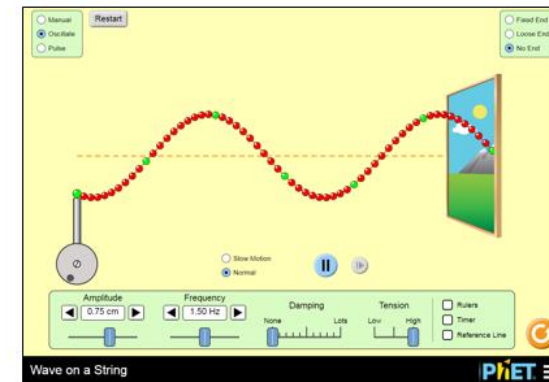 Manual
Oscillate
Pulse
Restart
Fixed End
Loose End
No End
Slow Motion
Normal
Amplitude
0.75 cm
Frequency
1.50 Hz
Damping
None Lots
Tension
Low High
Rulers
Timer
Reference Line
Wave on a String
PhET